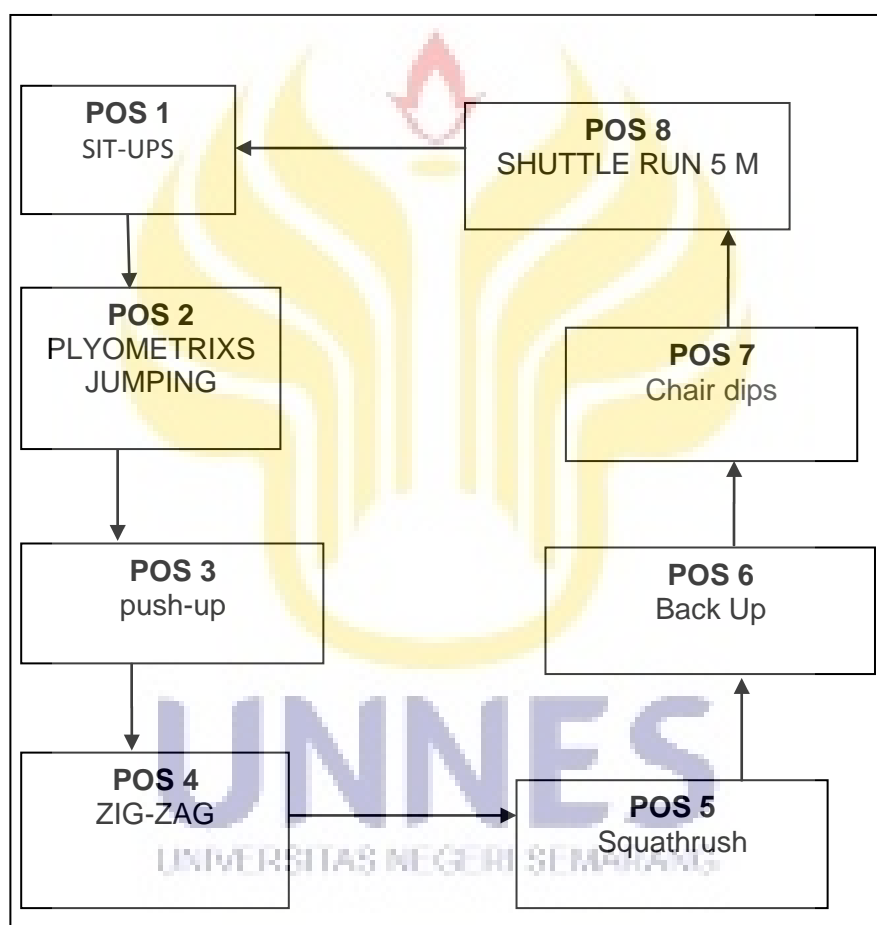 POS 1
SIT-UPS
POS 2
PLYOMETRIXS
JUMPING
POS 3
push-up
POS 4
ZIG-ZAG
POS 5
Squathrush
POS 6
Back Up
POS 7
Chair dips
POS 8
SHUTTLE RUN 5 M
UNNES
UNIVERSITAS NEGERI SEMARANG